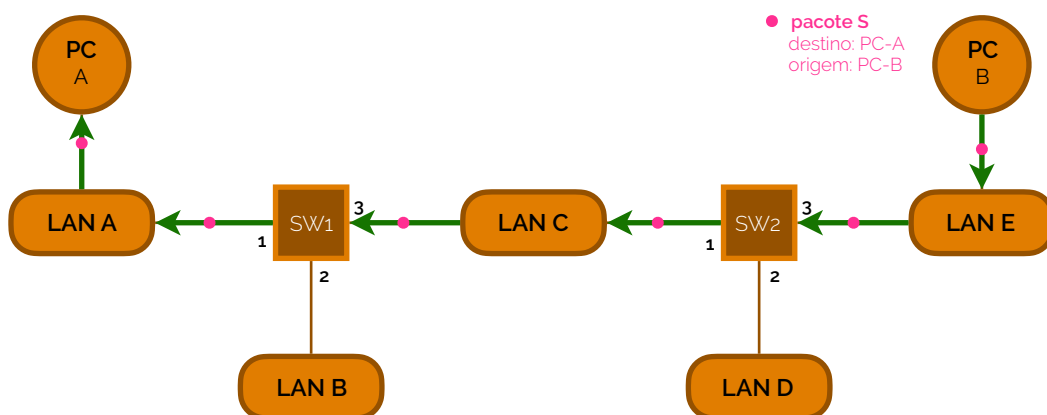 PC
A
pacote S
destino: PC-A
origem: PC-B
PC
B
LAN A
1
SW1
3
2
LAN C
1
SW2
3
2
LAN E
LAN B
LAN D